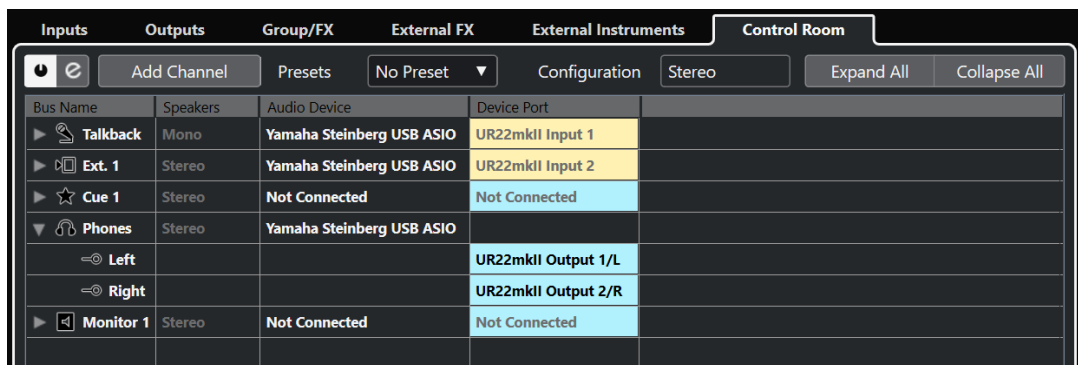 Inputs Outputs Group/FX External FX External Instruments Control Room
Add Channel Presets No Preset Configuration Stereo Expand All Collapse All
Bus Name Speakers Audio Device Device Port
Talkback Mono Yamaha Steinberg USB ASIO UR22mkII Input 1
Ext. 1 Stereo Yamaha Steinberg USB ASIO UR22mkII Input 2
Cue 1 Stereo Not Connected Not Connected
Phones Stereo Yamaha Steinberg USB ASIO
Left UR22mkII Output 1/L
Right UR22mkII Output 2/R
Monitor 1 Stereo Not Connected Not Connected